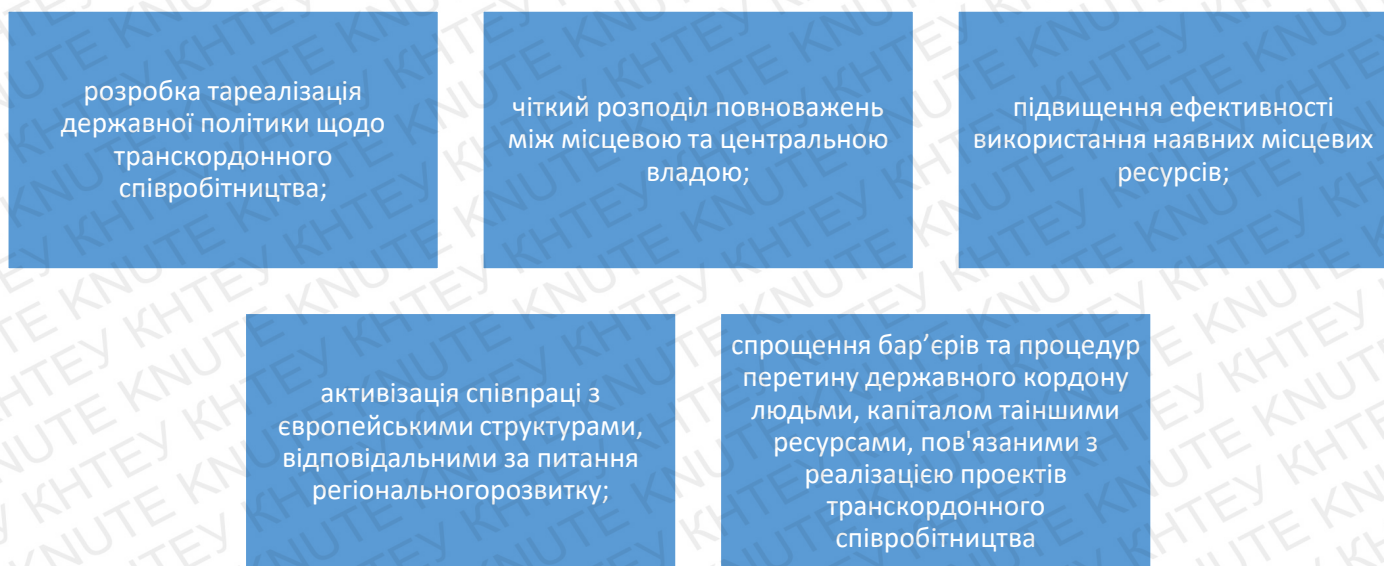 розробка тареалізація
державної політики щодо
транскордонного
співробітництва;
чіткий розподіл повноважень
між місцевою та центральною
владою;
підвищення ефективності
використання наявних місцевих
ресурсів;
активізація співпраці з
європейськими структурами,
відповідальними за питання
регіональногорозвитку;
спрощення бар’єрів та процедур
перетину державного кордону
людьми, капіталом таіншими
ресурсами, пов'язаними з
реалізацією проектів
транскордонного
співробітництва